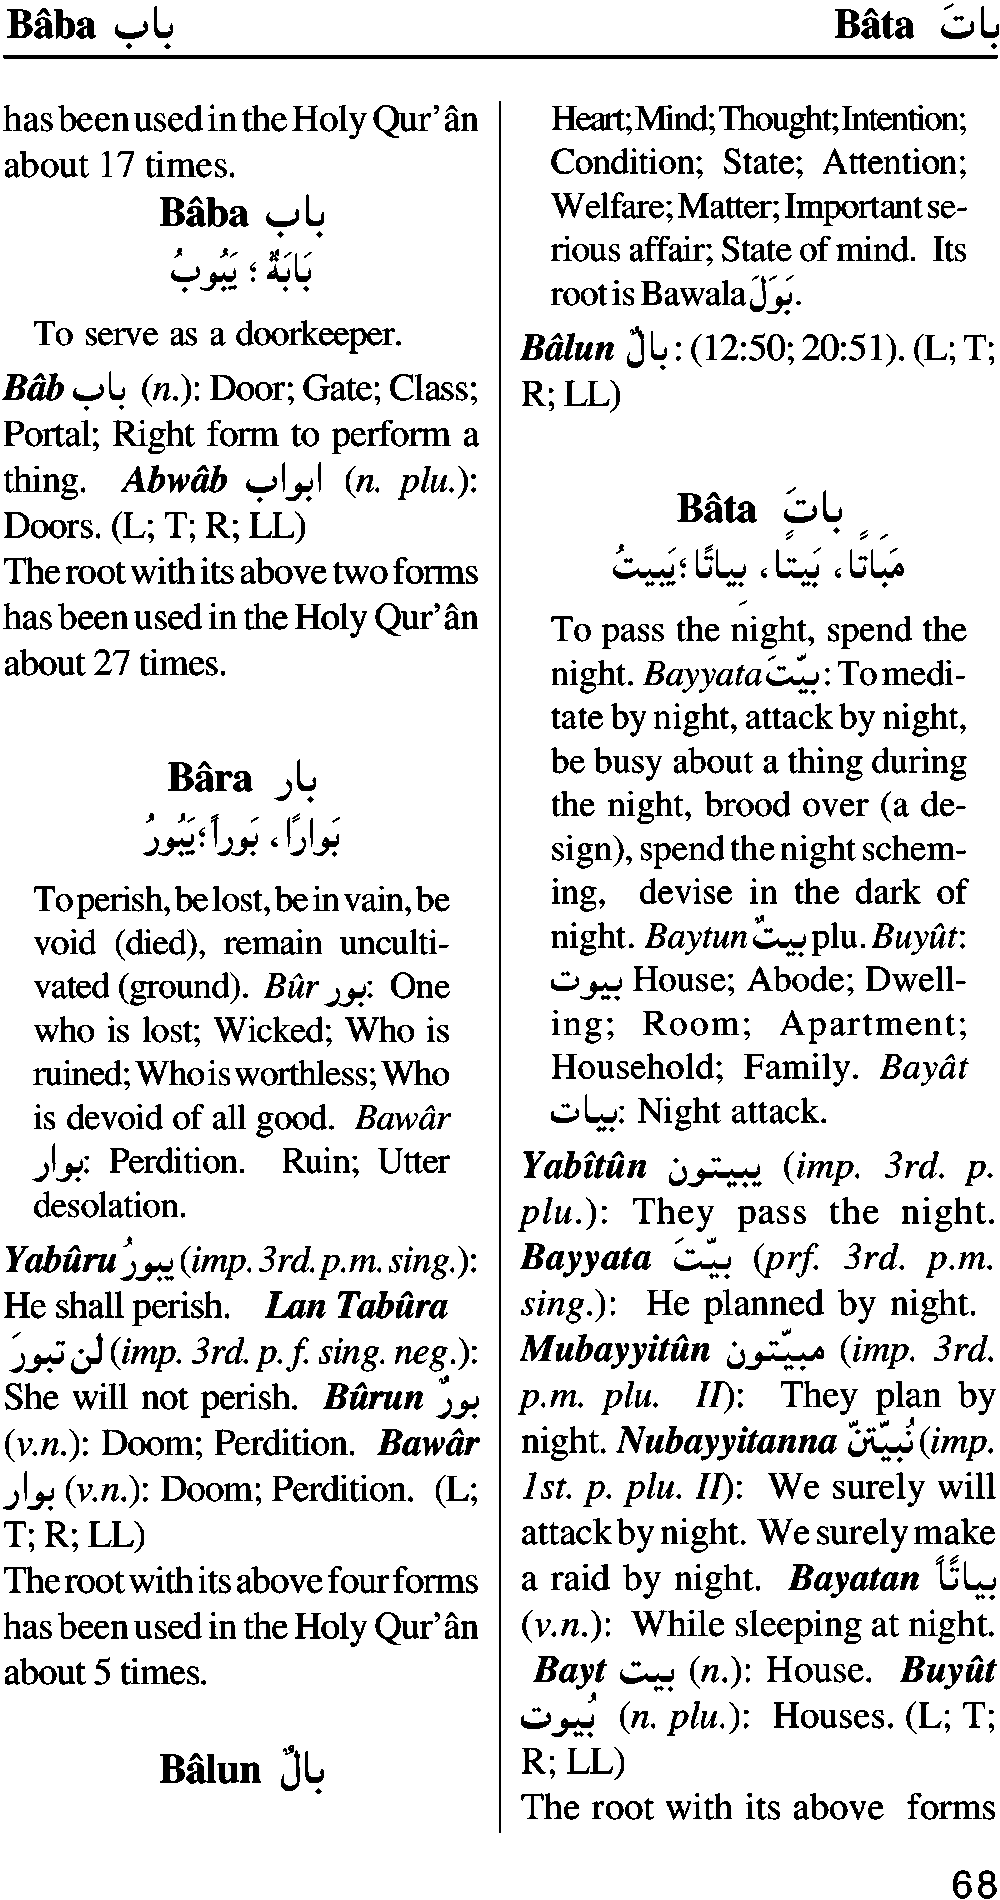 Bâba باب
Bâta باتَ
has been used in the Holy Qur’ân
about 17 times.
Bâba باب
بَابَةٌ ؛ يَبُوبُ
To serve as a doorkeeper.
Bâb باب (n.): Door; Gate; Class;
Portal; Right form to perform a
thing. Abwâb ابواب (n. plu.):
Doors. (L; T; R; LL)
The root with its above two forms
has been used in the Holy Qur’ân
about 27 times.
Bâra بار
بَوارًا، بَوراً؛يَبُورُ
To perish, be lost, be in vain, be
void (died), remain unculti-
vated (ground). Bûr بور: One
who is lost; Wicked; Who is
ruined; Who is worthless; Who
is devoid of all good. Bawâr
بوار: Perdition. Ruin; Utter
desolation.
Yabûru يبورُ (imp. 3rd. p.m. sing.):
He shall perish. Lan Tabûra
لن تبورَ (imp. 3rd. p. f. sing. neg.):
She will not perish. Bûrun بورٌ
(v.n.): Doom; Perdition. Bawâr
بوار (v.n.): Doom; Perdition. (L;
T; R; LL)
The root with its above four forms
has been used in the Holy Qur’ân
about 5 times.
Bâlun بالٌ
Heart; Mind; Thought; Intention;
Condition; State; Attention;
Welfare; Matter; Important se-
rious affair; State of mind. Its
root is Bawala بَوَلَ.
Bâlun بالٌ : (12:50; 20:51). (L; T;
R; LL)
Bâta باتَ
مَبَاتًا، بَيتًا، بياتًا؛يَبِيتُ
To pass the night, spend the
night. Bayyata بيّتَ: To medi-
tate by night, attack by night,
be busy about a thing during
the night, brood over (a de-
sign), spend the night schem-
ing, devise in the dark of
night. Baytun بيتٌ plu. Buyût:
بيوت House; Abode; Dwell-
ing; Room; Apartment;
Household; Family. Bayât
بيات: Night attack.
Yabîtûn يبيتون (imp. 3rd. p.
plu.): They pass the night.
Bayyata بيّتَ (prf. 3rd. p.m.
sing.): He planned by night.
Mubayyitûn مبيّتون (imp. 3rd.
p.m. plu. II): They plan by
night. Nubayyitanna نُبيّتنّ (imp.
1st. p. plu. II): We surely will
attack by night. We surely make
a raid by night. Bayatan بياتًاً
(v.n.): While sleeping at night.
Bayt بيت (n.): House. Buyût
بُيوت (n. plu.): Houses. (L; T;
R; LL)
The root with its above forms
68